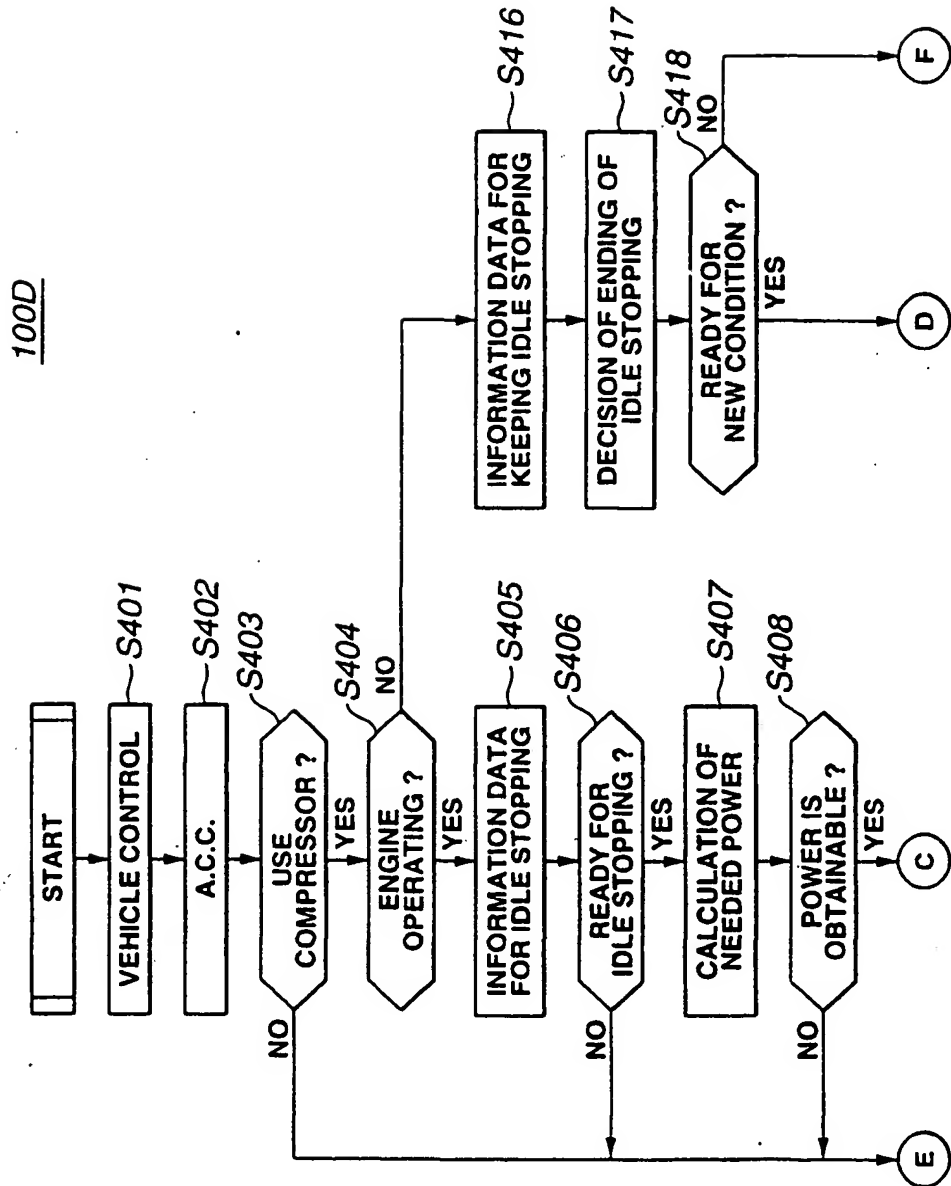 100D
START
VEHICLE CONTROL
S401
A.C.C.
S402
USE
COMPRESSOR ?
S403
NO
YES
ENGINE
OPERATING ?
S404
NO
YES
INFORMATION DATA
FOR IDLE STOPPING
S405
READY FOR
IDLE STOPPING ?
S406
NO
YES
CALCULATION OF
NEEDED POWER
S407
POWER IS
OBTAINABLE ?
S408
NO
YES
E
C
INFORMATION DATA FOR
KEEPING IDLE STOPPING
S416
DECISION OF ENDING OF
IDLE STOPPING
S417
READY FOR
NEW CONDITION ?
S418
NO
YES
D
F